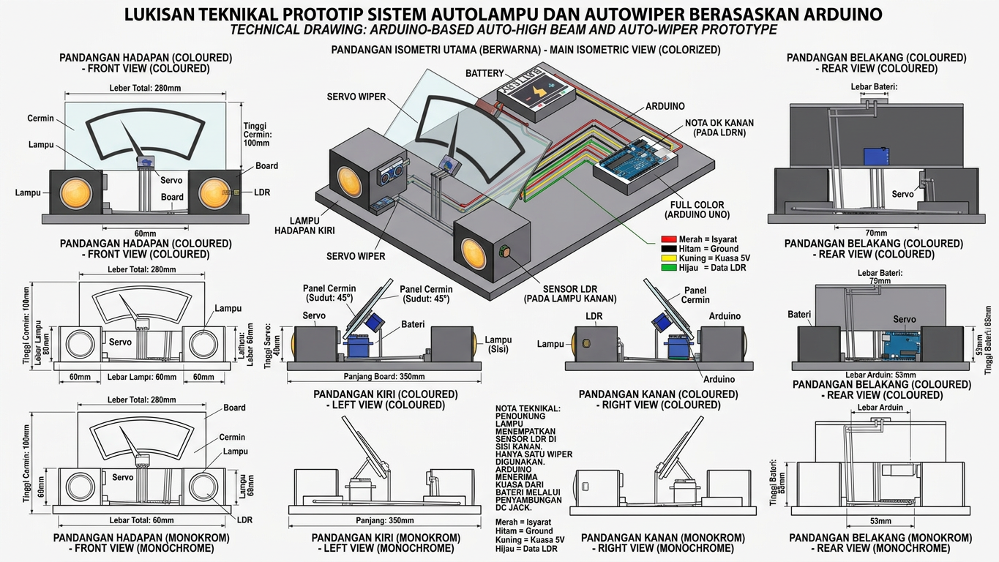 LUKISAN TEKNIKAL PROTOTIP SISTEM AUTOLAMPU DAN AUTOWIPER BERASASKAN ARDUINO
TECHNICAL DRAWING: ARDUINO-BASED AUTO-HIGH BEAM AND AUTO-WIPER PROTOTYPE
PANDANGAN HADAPAN (COLOURED)
- FRONT VIEW (COLOURED)
Leber Total: 280mm
Cermin
Tinggi
Cermin:
100mm
Lampu
Board
Servo
Lampu
Board
LDR
60mm
PANDANGAN HADAPAN (COLOURED)
- FRONT VIEW (COLOURED)
PANDANGAN ISOMETRI UTAMA (BERWARNA) - MAIN ISOMETRIC VIEW (COLORIZED)
BATTERY
BATTARY
SERVO WIPER
ARDUINO
NOTA DK KANAN
(PADA LDRN)
FULL COLOR
(ARDUINO UNO)
LAMPU
HADAPAN KIRI
SERVO WIPER
SENSOR LDR
(PADA LAMPU KANAN)
Merah = Isyarat
Hitam = Ground
Kuning = Kuasa 5V
Hijau = Data LDR
PANDANGAN BELAKANG (COLOURED)
- REAR VIEW (COLOURED)
Lebar Bateri:
Servo
70mm
PANDANGAN BELAKANG (COLOURED)
- REAR VIEW (COLOURED)
Leber Total: 280mm
Lampu
Servo
80mm
60mm
Lebar Lampı: 60mm
60mm
Panel Cermin
(Sudut: 45º)
Panel Cermin
(Sudut: 45º)
Servo
Bateri
Lampu
(SIsi)
40mm
Panjang Board: 350mm
PANDANGAN KIRI (COLOURED)
- LEFT VIEW (COLOURED)
Panel
Cermin
LDR
Arduino
Lampu
Arduino
PANDANGAN KANAN (COLOURED)
- RIGHT VIEW (COLOURED)
Lebar Bateri:
79mm
Bateri
Servo
Lebar Arduin: 53mm
PANDANGAN BELAKANG (COLOURED)
- REAR VIEW (COLOURED)
Leber Total: 280mm
Board
Cermin
Lampu
Servo
60mm
LDR
Lebar Total: 60mm
PANDANGAN HADAPAN (MONOKROM)
- FRONT VIEW (MONOCHROME)
Panjang: 350mm
PANDANGAN KIRI (MONOKROM)
- LEFT VIEW (MONOCHROME)
NOTA TEKNIKAL:
PENDUNUNG
LAMPU
MENEMPATKAN
SENSOR LDR DI
SISI KANAN.
HANYA SATU WIPER
DIGUNAKAN.
ARDUINO
MENERIMA
KUASA DARI
BATERI MELALUI
PENYAMBUNGAN
DC JACK.
Merah = Isyarat
Hitam = Ground
Kuning = Kuasa 5V
Hijau = Data LDR
PANDANGAN KANAN (MONOKROM)
- RIGHT VIEW (MONOCHROME)
Lebar Arduin
Tinggi Bateri:
53mm
PANDANGAN BELAKANG (MONOKROM)
- REAR VIEW (MONOCHROME)